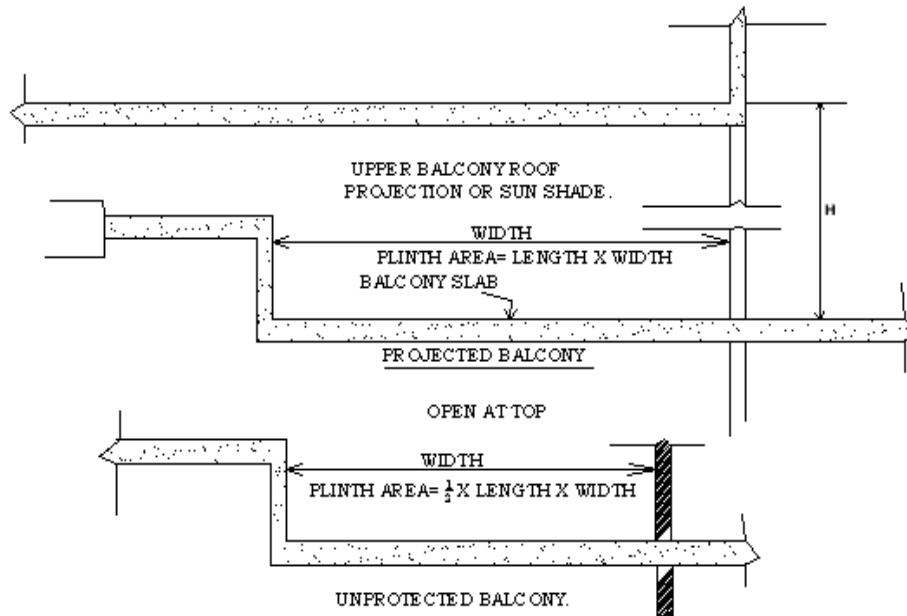 UPPER BALCONY ROOF
PROJECTION OR SUN SHADE.
H
WIDTH
PLINTH AREA= LENGTH X WIDTH
BALCONY SLAB
PROJECTED BALCONY
OPEN AT TOP
WIDTH
PLINTH AREA= ½ X LENGTH X WIDTH
UNPROTECTED BALCONY.